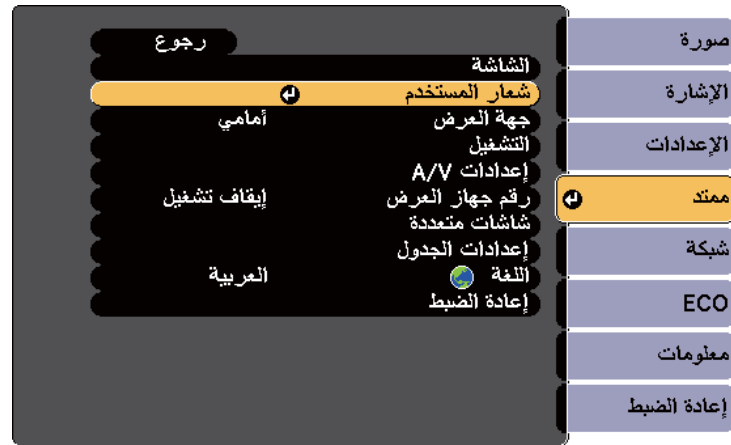 صورة
الإشارة
الإعدادات
ممتد
شبكة
ECO
معلومات
إعادة الضبط
رجوع
الشاشة
شعار المستخدم
جهة العرض أمامي
التشغيل
إعدادات A/V
رقم جهاز العرض إيقاف تشغيل
شاشات متعددة
إعدادات الجدول
اللغة العربية
إعادة الضبط